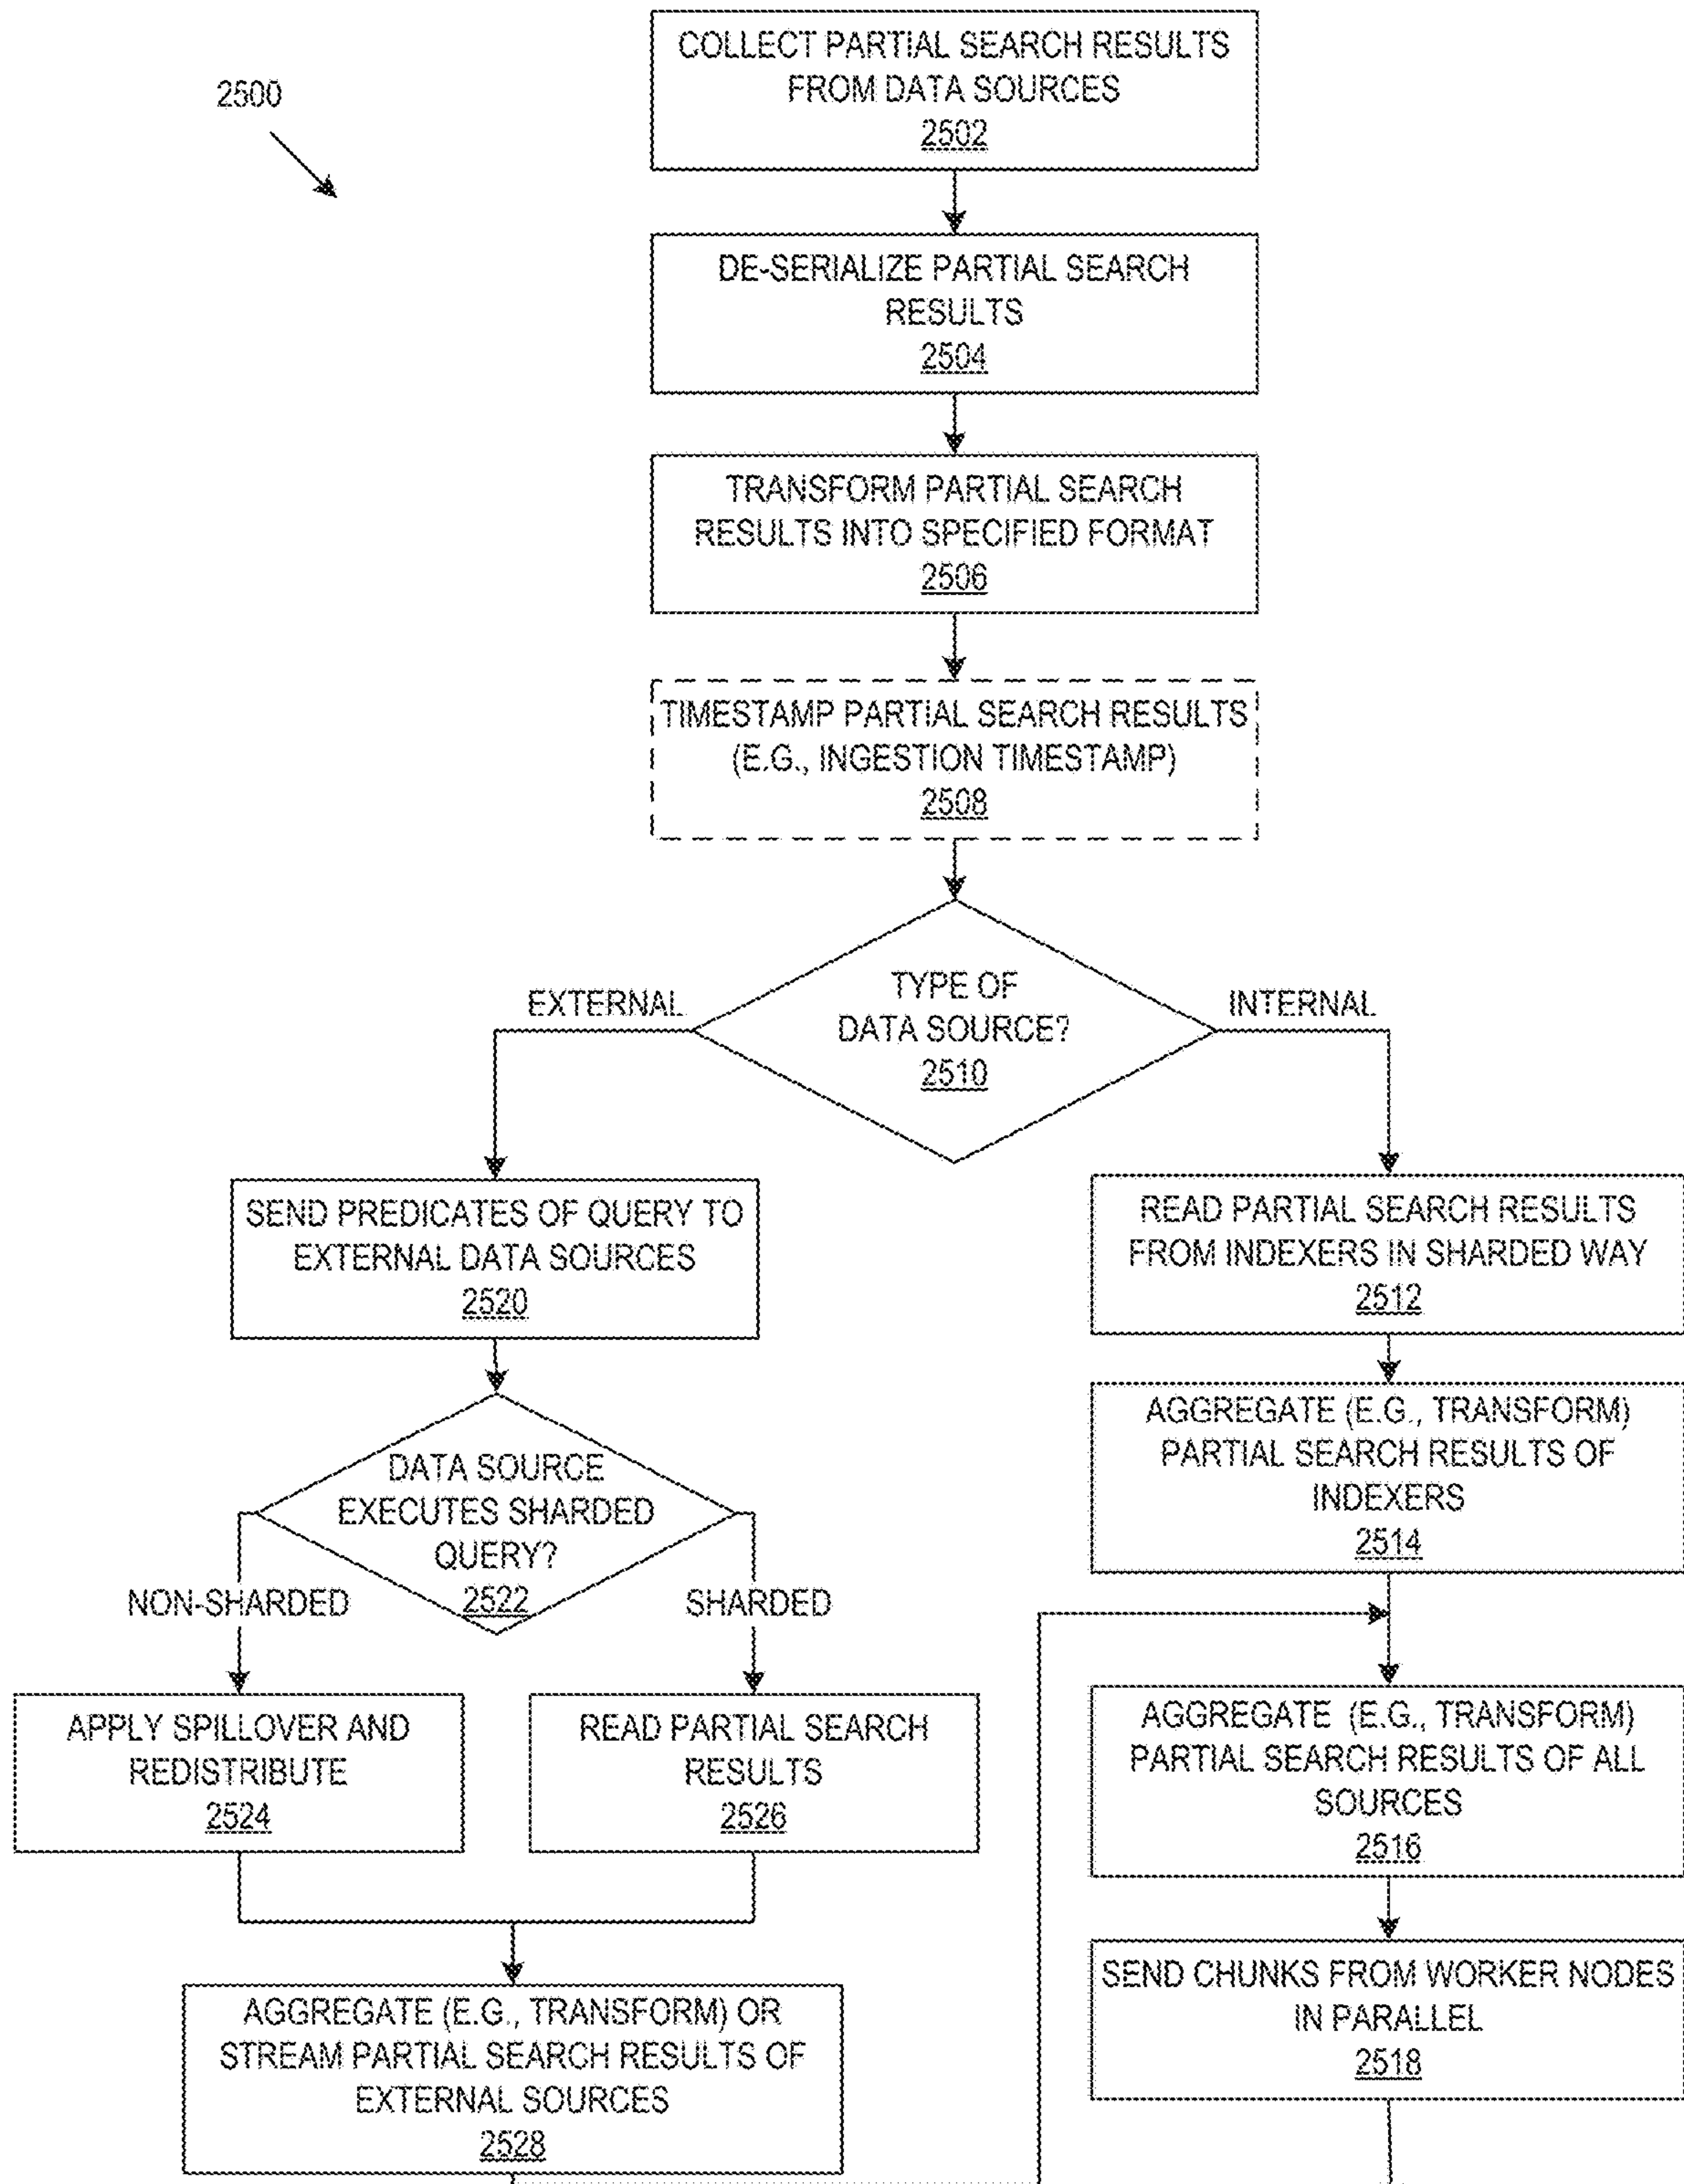 COLLECT PARTIAL SEARCH RESULTS
FROM DATA SOURCES
2502
2500
DE-SERIALIZE PARTIAL SEARCH
RESULTS
2504
TRANSFORM PARTIAL SEARCH
RESULTS INTO SPECIFIED FORMAT
2506
TIMESTAMP PARTIAL SEARCH RESULTS
(E.G., INGESTION TIMESTAMP)
2508
TYPE OF
DATA SOURCE?
2510
EXTERNAL
INTERNAL
SEND PREDICATES OF QUERY TO
EXTERNAL DATA SOURCES
2520
READ PARTIAL SEARCH RESULTS
FROM INDEXERS IN SHARDED WAY
2512
DATA SOURCE
EXECUTES SHARDED
QUERY?
2522
AGGREGATE (E.G., TRANSFORM)
PARTIAL SEARCH RESULTS OF
INDEXERS
2514
NON-SHARDED
SHARDED
APPLY SPILLOVER AND
REDISTRIBUTE
2524
READ PARTIAL SEARCH
RESULTS
2526
AGGREGATE (E.G., TRANSFORM)
PARTIAL SEARCH RESULTS OF ALL
SOURCES
2516
SEND CHUNKS FROM WORKER NODES
IN PARALLEL
2518
AGGREGATE (E.G., TRANSFORM) OR
STREAM PARTIAL SEARCH RESULTS OF
EXTERNAL SOURCES
2528